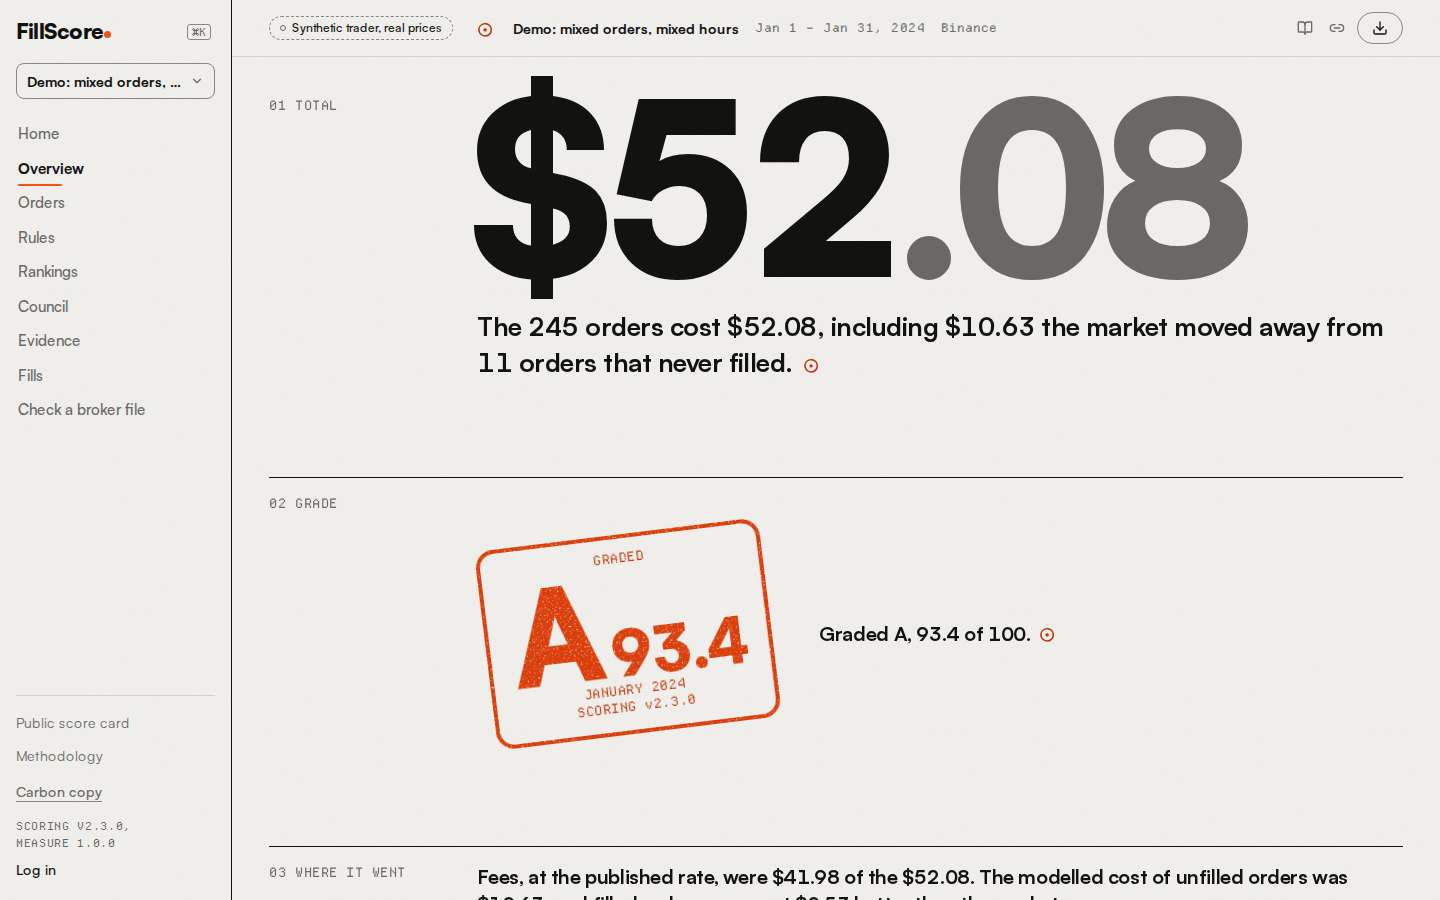 FillScore.
⌘K
Demo: mixed orders, ...
Home
Overview
Orders
Rules
Rankings
Council
Evidence
Fills
Check a broker file
Public score card
Methodology
Carbon copy
SCORING V2.3.0,
MEASURE 1.0.0
Log in
Synthetic trader, real prices
Demo: mixed orders, mixed hours
Jan 1 – Jan 31, 2024 Binance
01 TOTAL
$52.08
The 245 orders cost $52.08, including $10.63 the market moved away from
11 orders that never filled.
02 GRADE
GRADED
A 93.4
JANUARY 2024
SCORING v2.3.0
Graded A, 93.4 of 100.
03 WHERE IT WENT
Fees, at the published rate, were $41.98 of the $52.08. The modelled cost of unfilled orders was